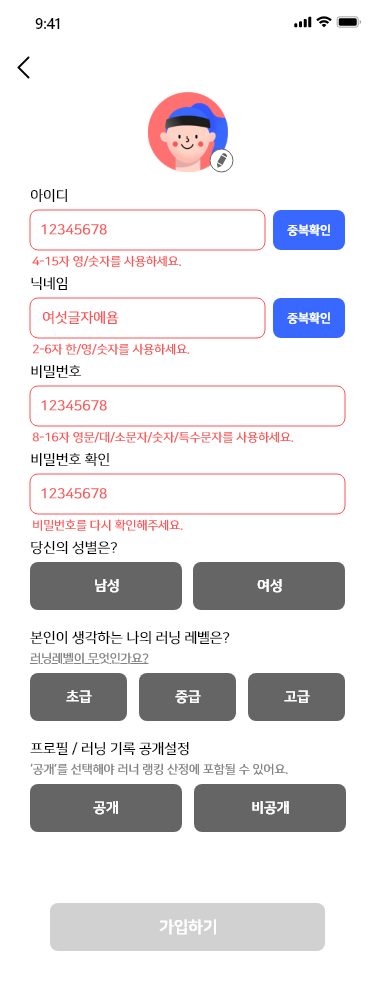 9:41
아이디
12345678
중복확인
4-15자 영/숫자를 사용하세요.
닉네임
여섯글자에욤
중복확인
2-6자 한/영/숫자를 사용하세요.
비밀번호
12345678
8-16자 영문/대/소문자/숫자/특수문자를 사용하세요.
비밀번호 확인
12345678
비밀번호를 다시 확인해주세요.
당신의 성별은?
남성
여성
본인이 생각하는 나의 러닝 레벨은?
러닝레벨이 무엇인가요?
초급
중급
고급
프로필 / 러닝 기록 공개설정
‘공개’를 선택해야 러너 랭킹 산정에 포함될 수 있어요.
공개
비공개
가입하기